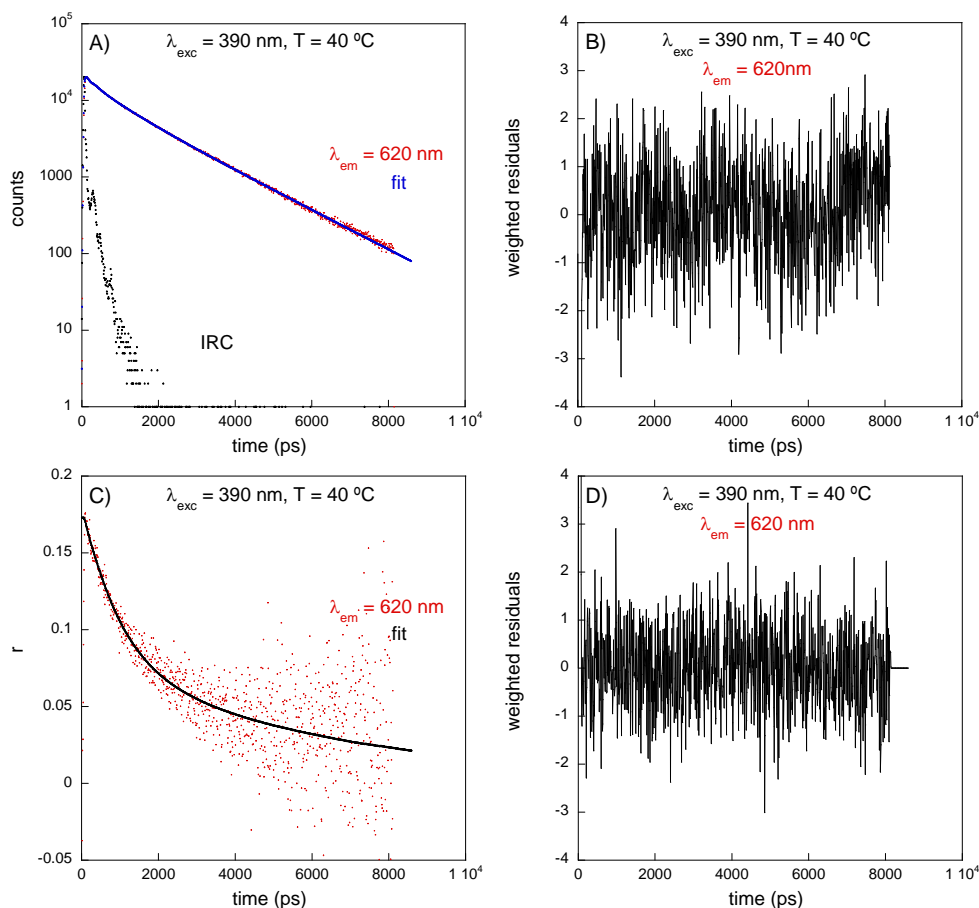 A)
λexc = 390 nm, T = 40 ºC
counts
10^5
10^4
1000
100
10
1
λem = 620 nm
fit
IRC
0
2000
4000
6000
8000
1 10^4
time (ps)
B)
λexc = 390 nm, T = 40 ºC
λem = 620nm
weighted residuals
4
3
2
1
0
-1
-2
-3
-4
0
2000
4000
6000
8000
1 10^4
time (ps)
C)
λexc = 390 nm, T = 40 ºC
r
0.2
0.15
0.1
0.05
0
-0.05
λem = 620 nm
fit
0
2000
4000
6000
8000
1 10^4
time (ps)
D)
λexc = 390 nm, T = 40 ºC
λem = 620 nm
weighted residuals
4
3
2
1
0
-1
-2
-3
-4
0
2000
4000
6000
8000
1 10^4
time (ps)